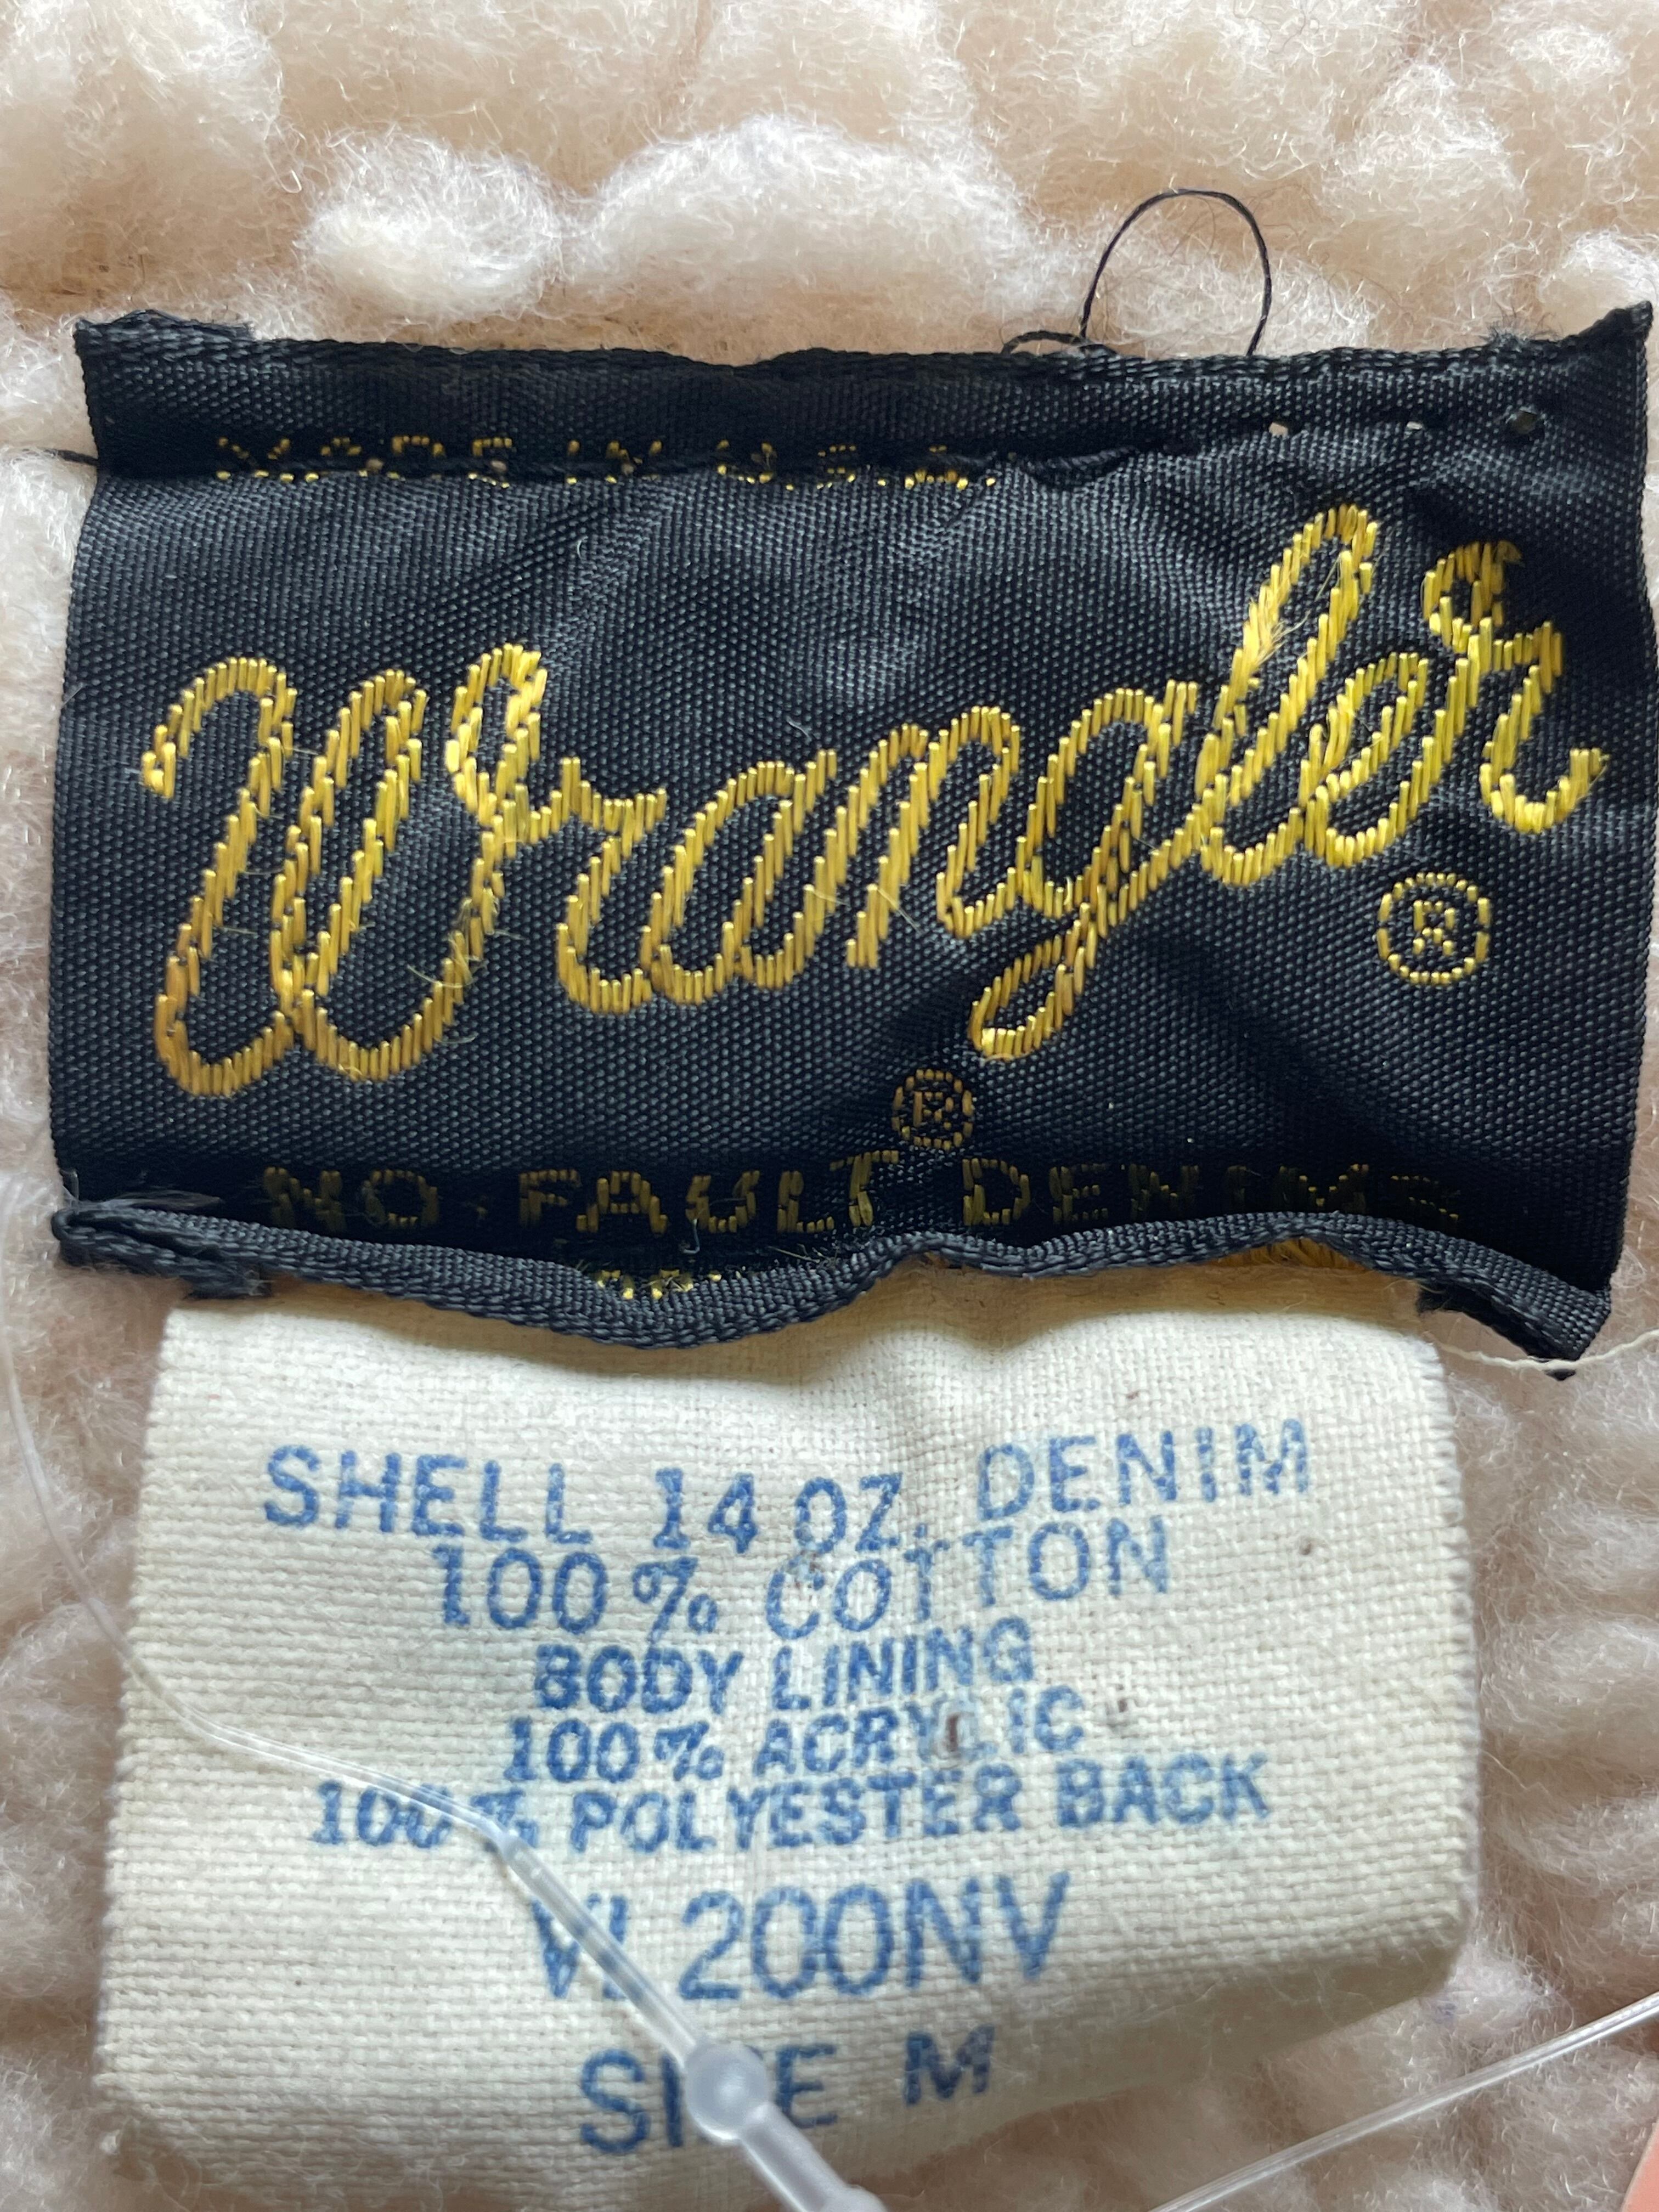 MADE IN U.S.A.
Wrangler
®
®
NO-FAULT DENIMS
SHELL 14 OZ. DENIM
100% COTTON
BODY LINING
100% ACRYLIC
100% POLYESTER BACK
200NV
SIZE M